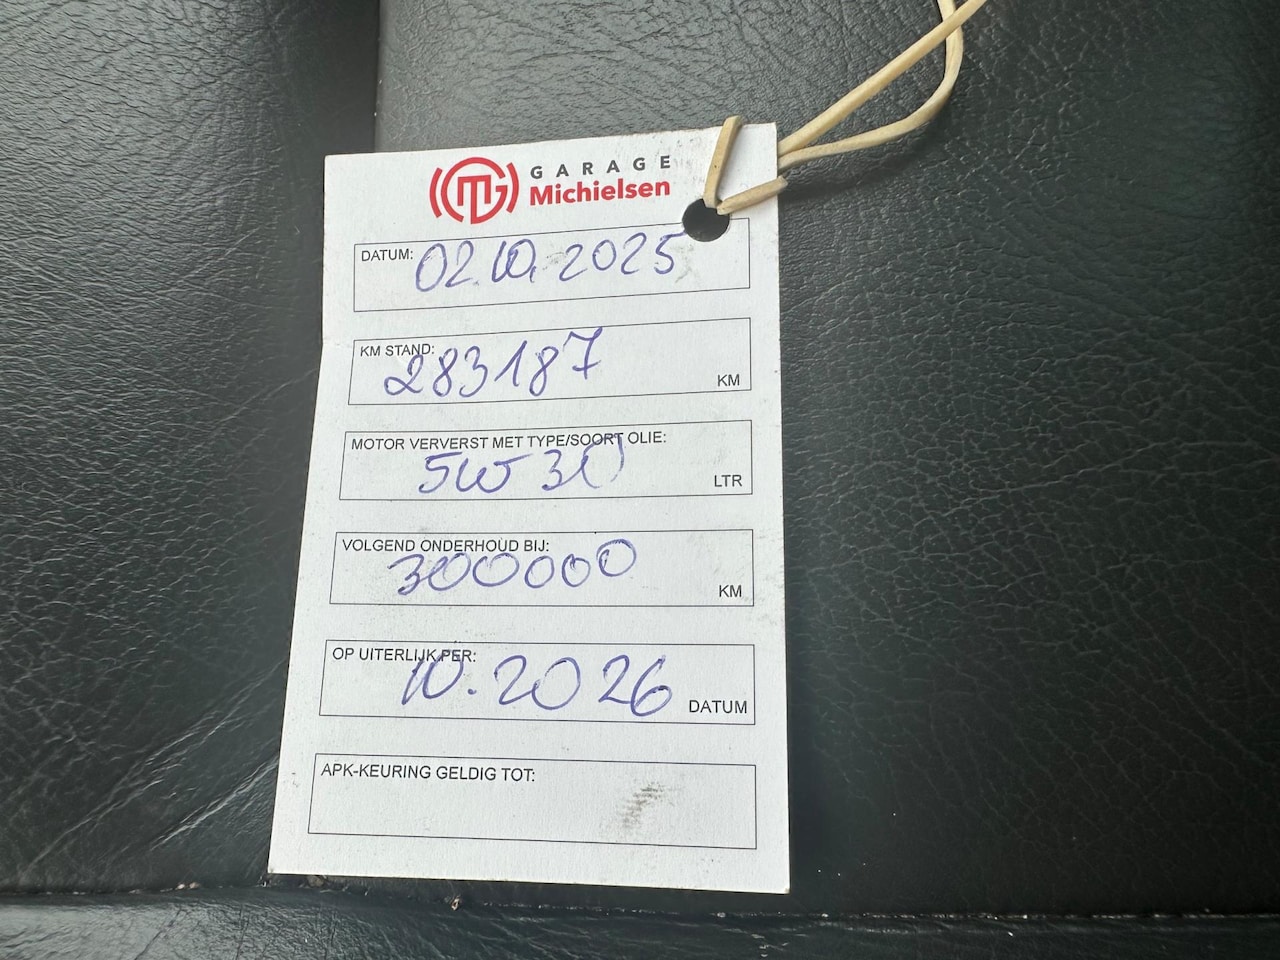 GARAGE
Michielsen
DATUM: 02.10.2025
KM STAND: 283187 KM
MOTOR VERVERST MET TYPE/SOORT OLIE:
5W30 LTR
VOLGEND ONDERHOUD BIJ:
300000 KM
OP UITERLIJK PER:
10.2026 DATUM
APK-KEURING GELDIG TOT: